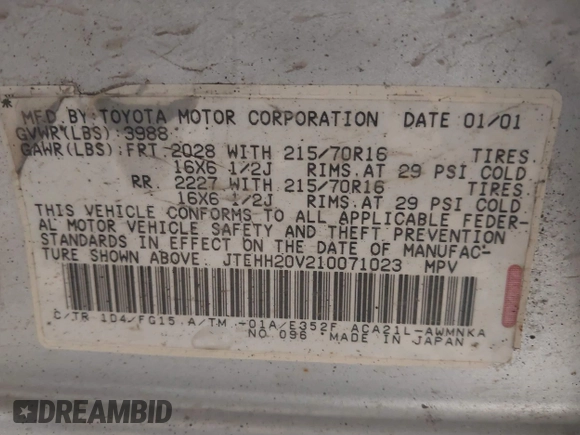 MFD.BY:TOYOTA MOTOR CORPORATION DATE 01/01
GVWR(LBS):3988
GAWR(LBS):FRT 2028 WITH 215/70R16 TIRES
16X6 1/2J RIMS.AT 29 PSI COLD
RR 2227 WITH 215/70R16 TIRES
16X6 1/2J RIMS.AT 29 PSI COLD
THIS VEHICLE CONFORMS TO ALL APPLICABLE FEDER-
AL MOTOR VEHICLE SAFETY AND THEFT PREVENTION
STANDARDS IN EFFECT ON THE DATE OF MANUFAC-
TURE SHOWN ABOVE. JTEHH20V210071023 MPV
C/TR 1D4/FG15 A/TM -01A/E352F ACA21L-AWMNKA
NO.096 MADE IN JAPAN
DREAMBID